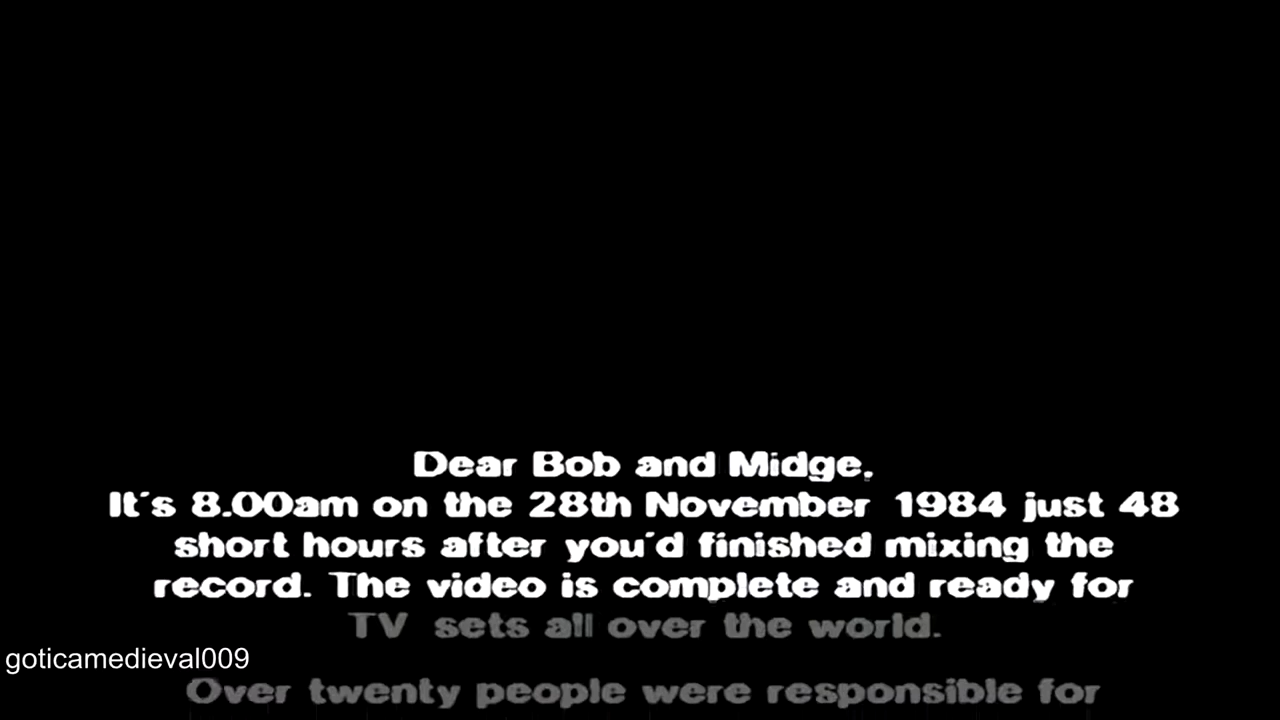 Dear Bob and Midge.
It's 8.00am on the 28th November 1984 just 48
short hours after you'd finished mixing the
record. The video is complete and ready for
TV sets all over the world.
goticamedieval009
Over twenty people were responsible for